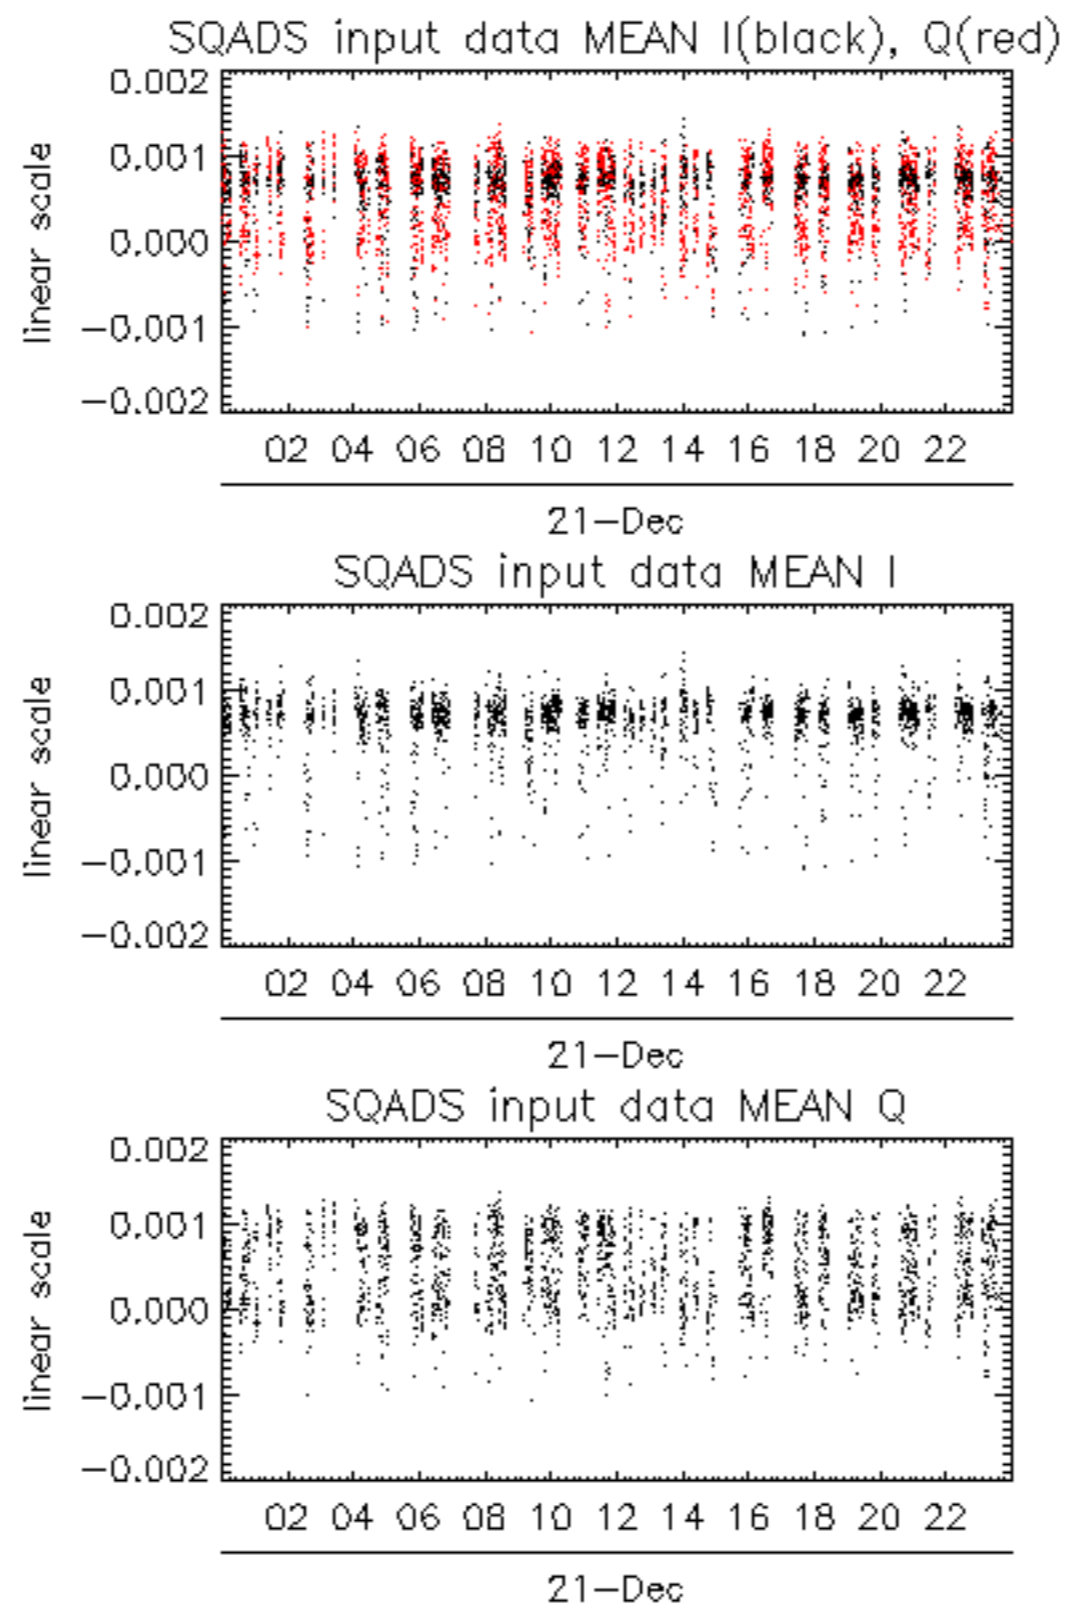 SQADS input data MEAN I(black), Q(red)
0.002
0.001
0.000
−0.001
−0.002
linear scale
02 04 06 08 10 12 14 16 18 20 22
21−Dec
SQADS input data MEAN I
0.002
0.001
0.000
−0.001
−0.002
linear scale
02 04 06 08 10 12 14 16 18 20 22
21−Dec
SQADS input data MEAN Q
0.002
0.001
0.000
−0.001
−0.002
linear scale
02 04 06 08 10 12 14 16 18 20 22
21−Dec